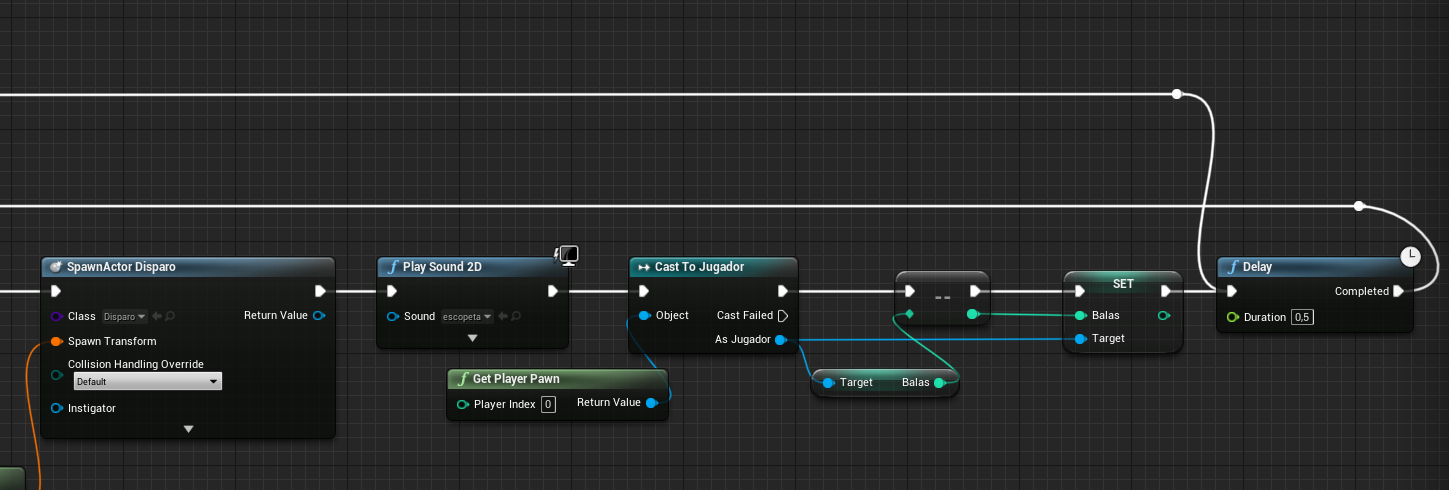 SpawnActor Disparo
Class Disparo
Return Value
Spawn Transform
Collision Handling Override
Default
Instigator
f Play Sound 2D
Sound escopeta
Cast To Jugador
Object
Cast Failed
As Jugador
f Get Player Pawn
Player Index 0
Return Value
--
Target Balas
SET
Balas
Target
f Delay
Completed
Duration 0,5